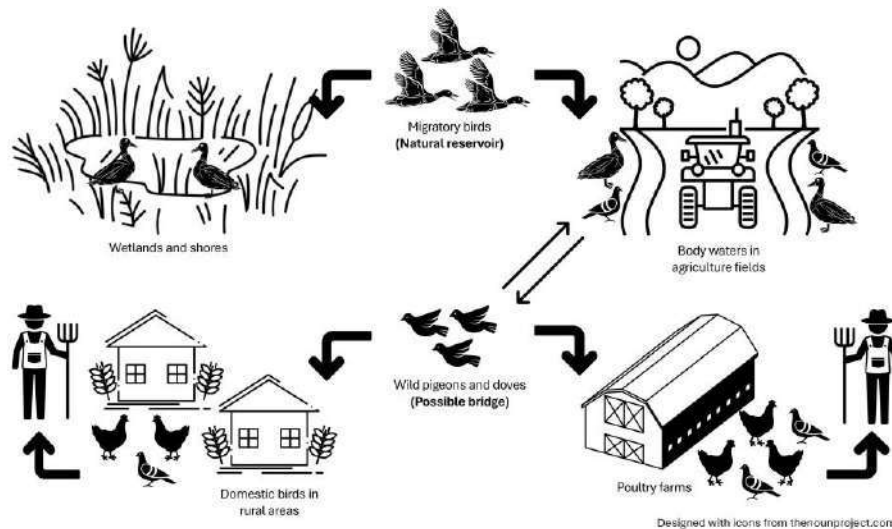 Migratory birds
(Natural reservoir)
Wetlands and shores
Body waters in
agriculture fields
Wild pigeons and doves
(Possible bridge)
Domestic birds in
rural areas
Poultry farms
Designed with icons from thenounproject.com